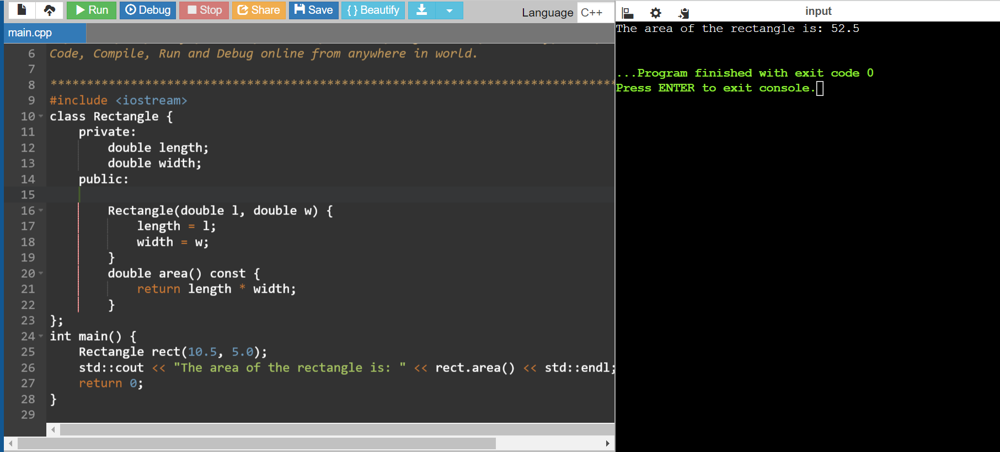 Run Debug Stop Share Save { } Beautify Language C++
main.cpp
6 Code, Compile, Run and Debug online from anywhere in world.
7
8 ******************************************************************************
9 #include <iostream>
10 class Rectangle {
11 private:
12 double length;
13 double width;
14 public:
15
16 Rectangle(double l, double w) {
17 length = l;
18 width = w;
19 }
20 double area() const {
21 return length * width;
22 }
23 };
24 int main() {
25 Rectangle rect(10.5, 5.0);
26 std::cout << "The area of the rectangle is: " << rect.area() << std::endl;
27 return 0;
28 }
29
input
The area of the rectangle is: 52.5
...Program finished with exit code 0
Press ENTER to exit console.